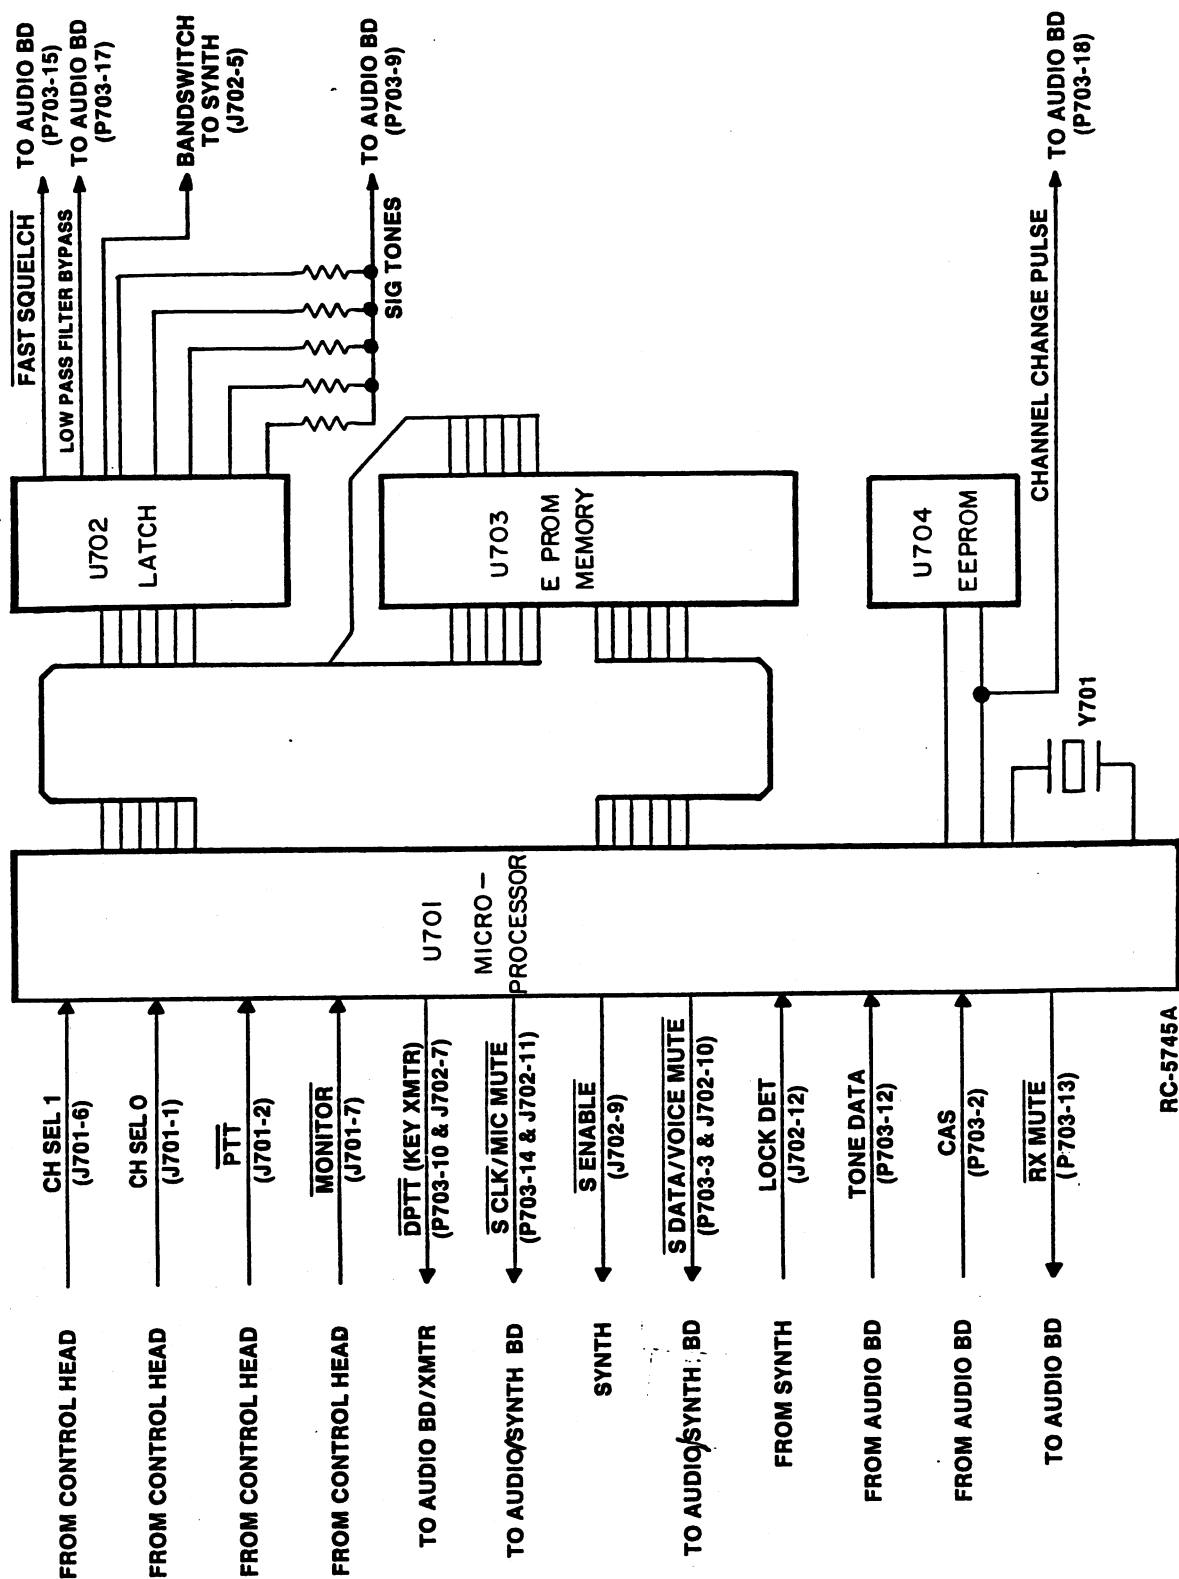 FROM CONTROL HEAD
CH SEL 1
(J701-6)
FROM CONTROL HEAD
CH SEL O
(J701-1)
FROM CONTROL HEAD
PTT
(J701-2)
FROM CONTROL HEAD
MONITOR
(J701-7)
TO AUDIO BD/XMTR
DPTT (KEY XMTR)
(P703-10 & J702-7)
TO AUDIO/SYNTH BD
S CLK/MIC MUTE
(P703-14 & J702-11)
SYNTH
S ENABLE
(J702-9)
TO AUDIO/SYNTH BD
S DATA/VOICE MUTE
(P703-3 & J702-10)
FROM SYNTH
LOCK DET
(J702-12)
FROM AUDIO BD
TONE DATA
(P703-12)
FROM AUDIO BD
CAS
(P703-2)
TO AUDIO BD
RX MUTE
(P703-13)
U701
MICRO-
PROCESSOR
U702
LATCH
U703
E PROM
MEMORY
U704
EEPROM
Y701
FAST SQUELCH
TO AUDIO BD
(P703-15)
LOW PASS FILTER BYPASS
TO AUDIO BD
(P703-17)
BANDSWITCH
TO SYNTH
(J702-5)
SIG TONES
TO AUDIO BD
(P703-9)
CHANNEL CHANGE PULSE
TO AUDIO BD
(P703-18)
RC-5745A